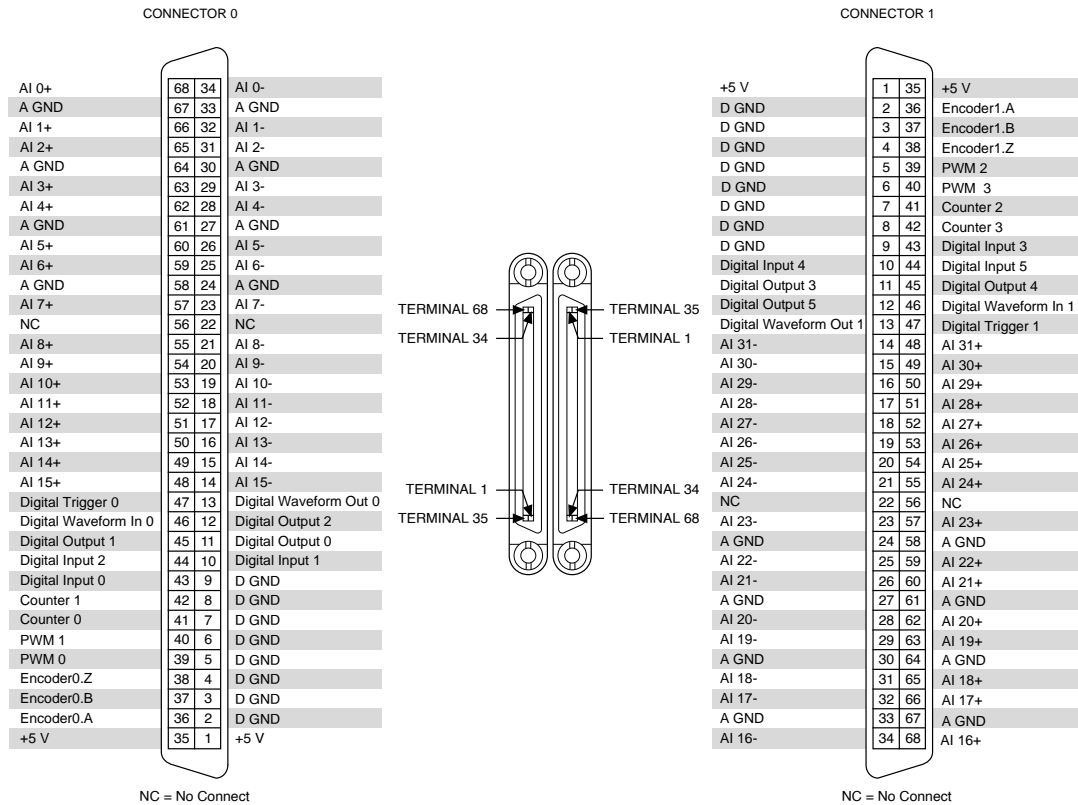 CONNECTOR 0
AI 0+ 68 34 AI 0-
A GND 67 33 A GND
AI 1+ 66 32 AI 1-
AI 2+ 65 31 AI 2-
A GND 64 30 A GND
AI 3+ 63 29 AI 3-
AI 4+ 62 28 AI 4-
A GND 61 27 A GND
AI 5+ 60 26 AI 5-
AI 6+ 59 25 AI 6-
A GND 58 24 A GND
AI 7+ 57 23 AI 7-
NC 56 22 NC
AI 8+ 55 21 AI 8-
AI 9+ 54 20 AI 9-
AI 10+ 53 19 AI 10-
AI 11+ 52 18 AI 11-
AI 12+ 51 17 AI 12-
AI 13+ 50 16 AI 13-
AI 14+ 49 15 AI 14-
AI 15+ 48 14 AI 15-
Digital Trigger 0 47 13 Digital Waveform Out 0
Digital Waveform In 0 46 12 Digital Output 2
Digital Output 1 45 11 Digital Output 0
Digital Input 2 44 10 Digital Input 1
Digital Input 0 43 9 D GND
Counter 1 42 8 D GND
Counter 0 41 7 D GND
PWM 1 40 6 D GND
PWM 0 39 5 D GND
Encoder0.Z 38 4 D GND
Encoder0.B 37 3 D GND
Encoder0.A 36 2 D GND
+5 V 35 1 +5 V
NC = No Connect
TERMINAL 68 TERMINAL 35
TERMINAL 34 TERMINAL 1
TERMINAL 1 TERMINAL 34
TERMINAL 35 TERMINAL 68
CONNECTOR 1
+5 V 1 35 +5 V
D GND 2 36 Encoder1.A
D GND 3 37 Encoder1.B
D GND 4 38 Encoder1.Z
D GND 5 39 PWM 2
D GND 6 40 PWM 3
D GND 7 41 Counter 2
D GND 8 42 Counter 3
D GND 9 43 Digital Input 3
Digital Input 4 10 44 Digital Input 5
Digital Output 3 11 45 Digital Output 4
Digital Output 5 12 46 Digital Waveform In 1
Digital Waveform Out 1 13 47 Digital Trigger 1
AI 31- 14 48 AI 31+
AI 30- 15 49 AI 30+
AI 29- 16 50 AI 29+
AI 28- 17 51 AI 28+
AI 27- 18 52 AI 27+
AI 26- 19 53 AI 26+
AI 25- 20 54 AI 25+
AI 24- 21 55 AI 24+
NC 22 56 NC
AI 23- 23 57 AI 23+
A GND 24 58 A GND
AI 22- 25 59 AI 22+
AI 21- 26 60 AI 21+
A GND 27 61 A GND
AI 20- 28 62 AI 20+
AI 19- 29 63 AI 19+
A GND 30 64 A GND
AI 18- 31 65 AI 18+
AI 17- 32 66 AI 17+
A GND 33 67 A GND
AI 16- 34 68 AI 16+
NC = No Connect